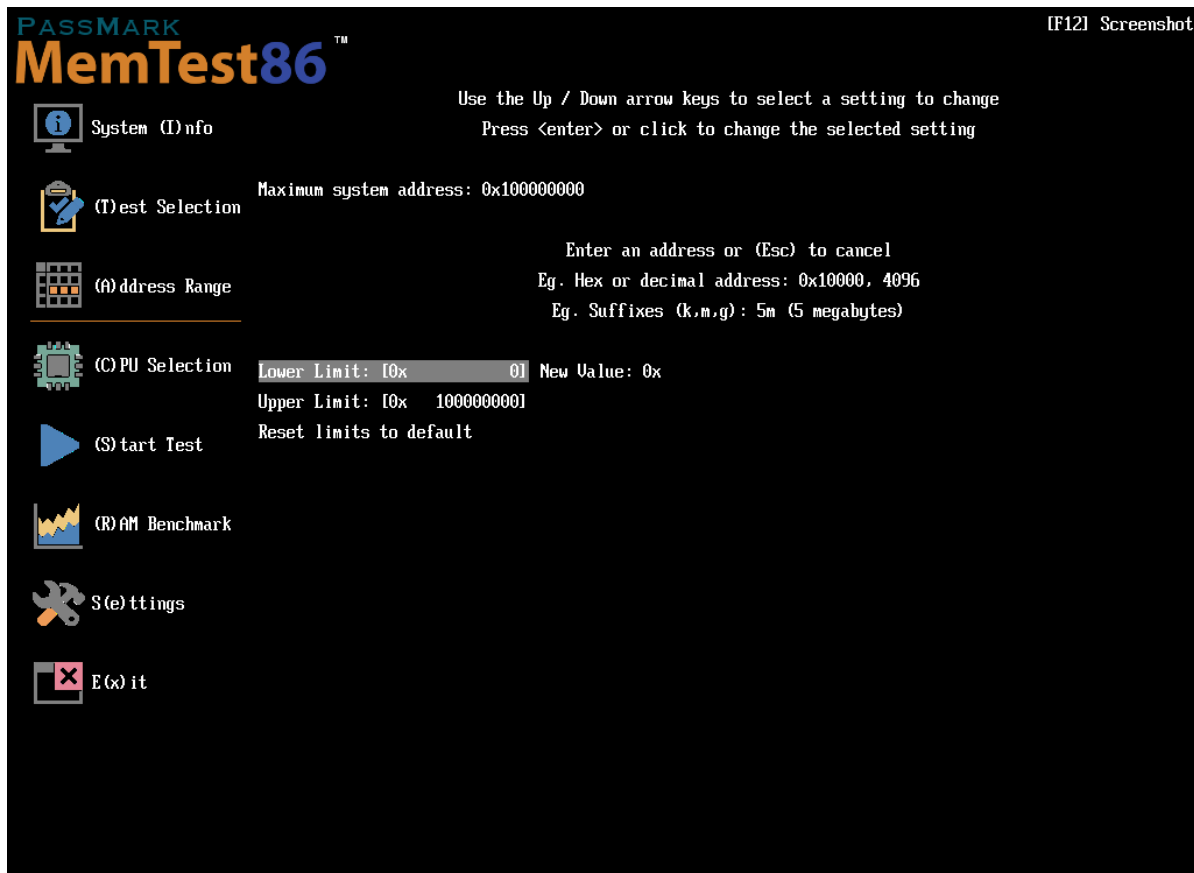 PASSMARK
MemTest86™
[F12] Screenshot
Use the Up / Down arrow keys to select a setting to change
Press <enter> or click to change the selected setting
System (I)nfo
(T)est Selection
(A)ddress Range
(C)PU Selection
(S)tart Test
(R)AM Benchmark
S(e)ttings
E(x)it
Maximum system address: 0x100000000
Enter an address or (Esc) to cancel
Eg. Hex or decimal address: 0x10000, 4096
Eg. Suffixes (k,m,g): 5m (5 megabytes)
Lower Limit: [0x 0] New Value: 0x
Upper Limit: [0x 100000000]
Reset limits to default